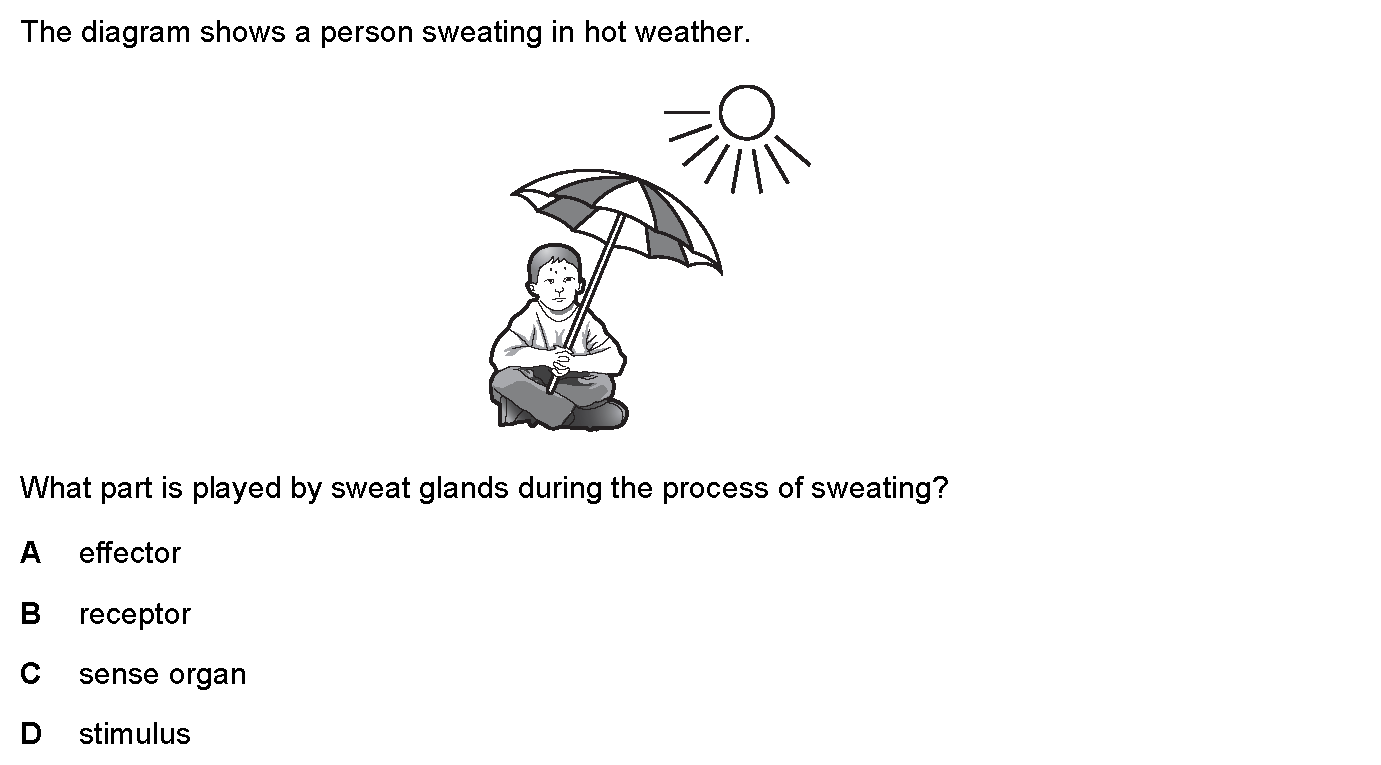 The diagram shows a person sweating in hot weather.
What part is played by sweat glands during the process of sweating?
A effector
B receptor
C sense organ
D stimulus